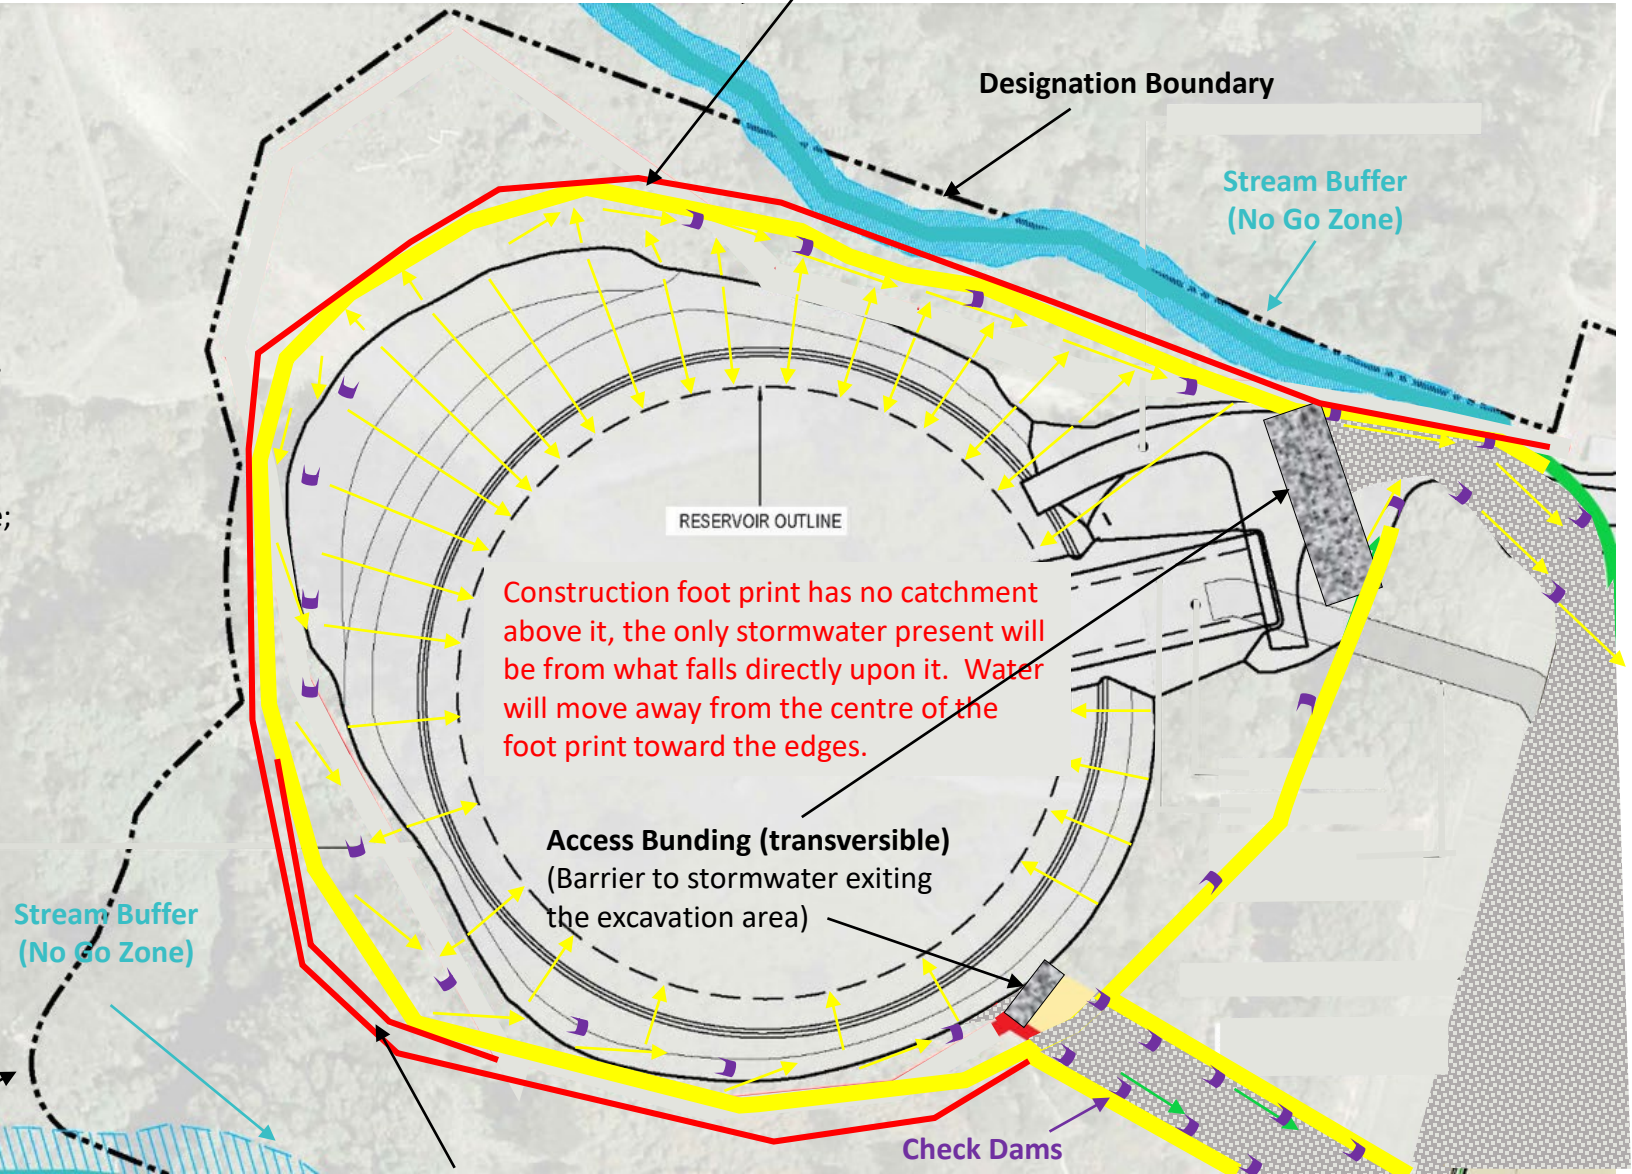 Designation Boundary
Stream Buffer
(No Go Zone)
RESERVOIR OUTLINE
Construction foot print has no catchment
above it, the only stormwater present will
be from what falls directly upon it.  Water
will move away from the centre of the
foot print toward the edges.
Access Bunding (transversible)
(Barrier to stormwater exiting
the excavation area)
Stream Buffer
(No Go Zone)
Check Dams